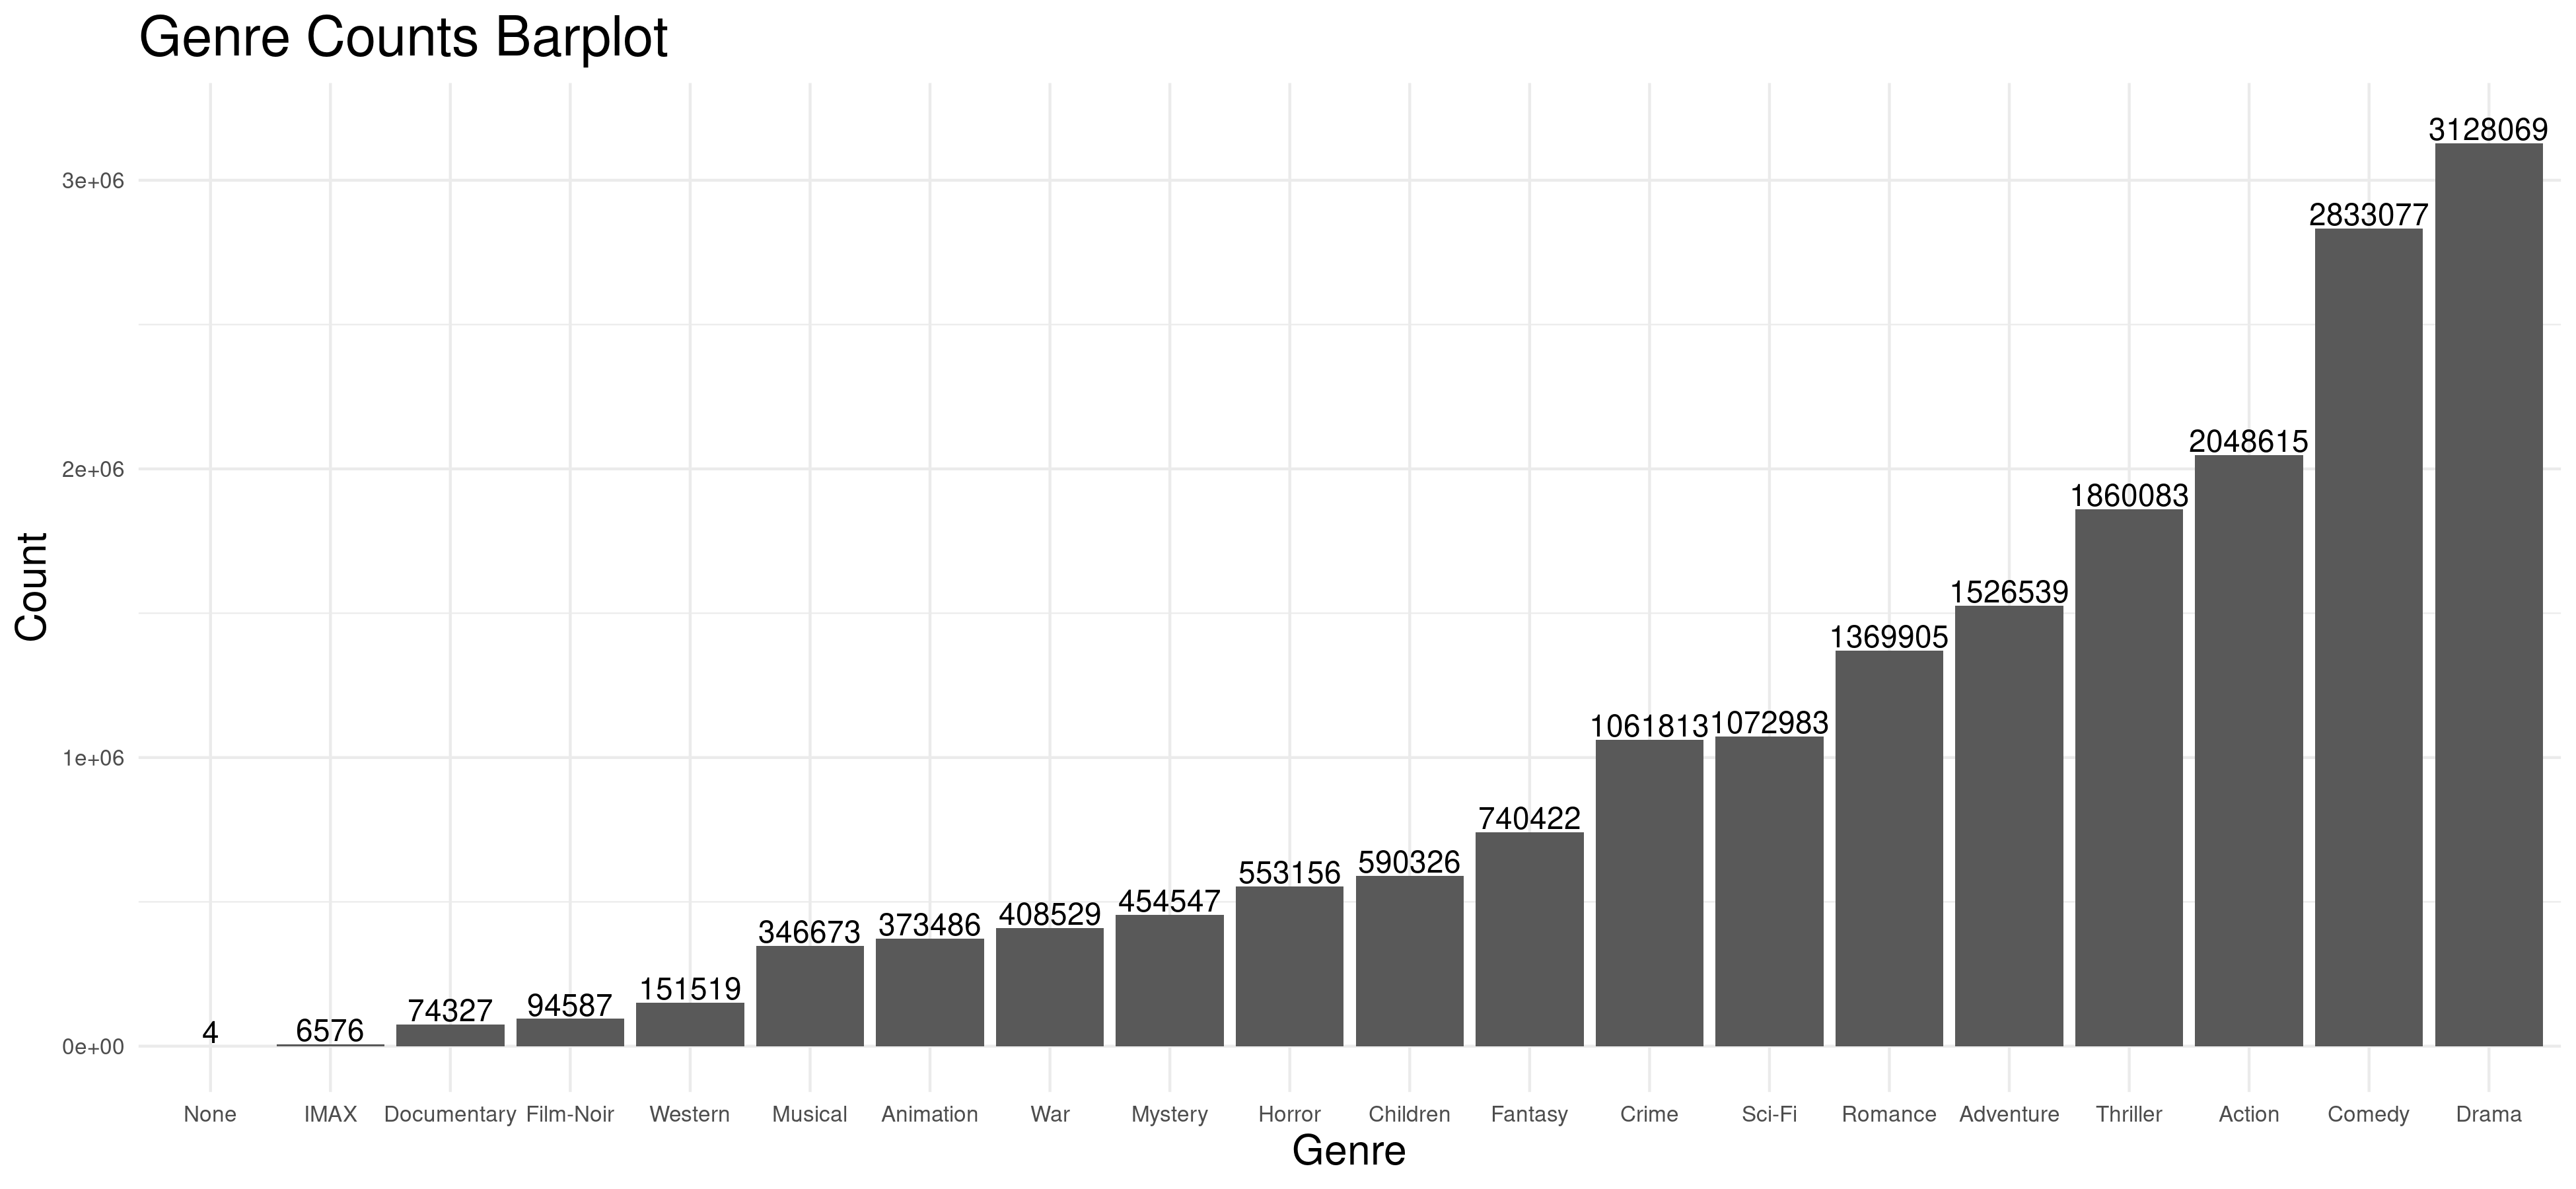 Genre Counts Barplot
Count
3e+06
2e+06
1e+06
0e+00
4
6576
74327
94587
151519
346673
373486
408529
454547
553156
590326
740422
1061813
1072983
1369905
1526539
1860083
2048615
2833077
3128069
None IMAX Documentary Film-Noir Western Musical Animation War Mystery Horror Children Fantasy Crime Sci-Fi Romance Adventure Thriller Action Comedy Drama
Genre